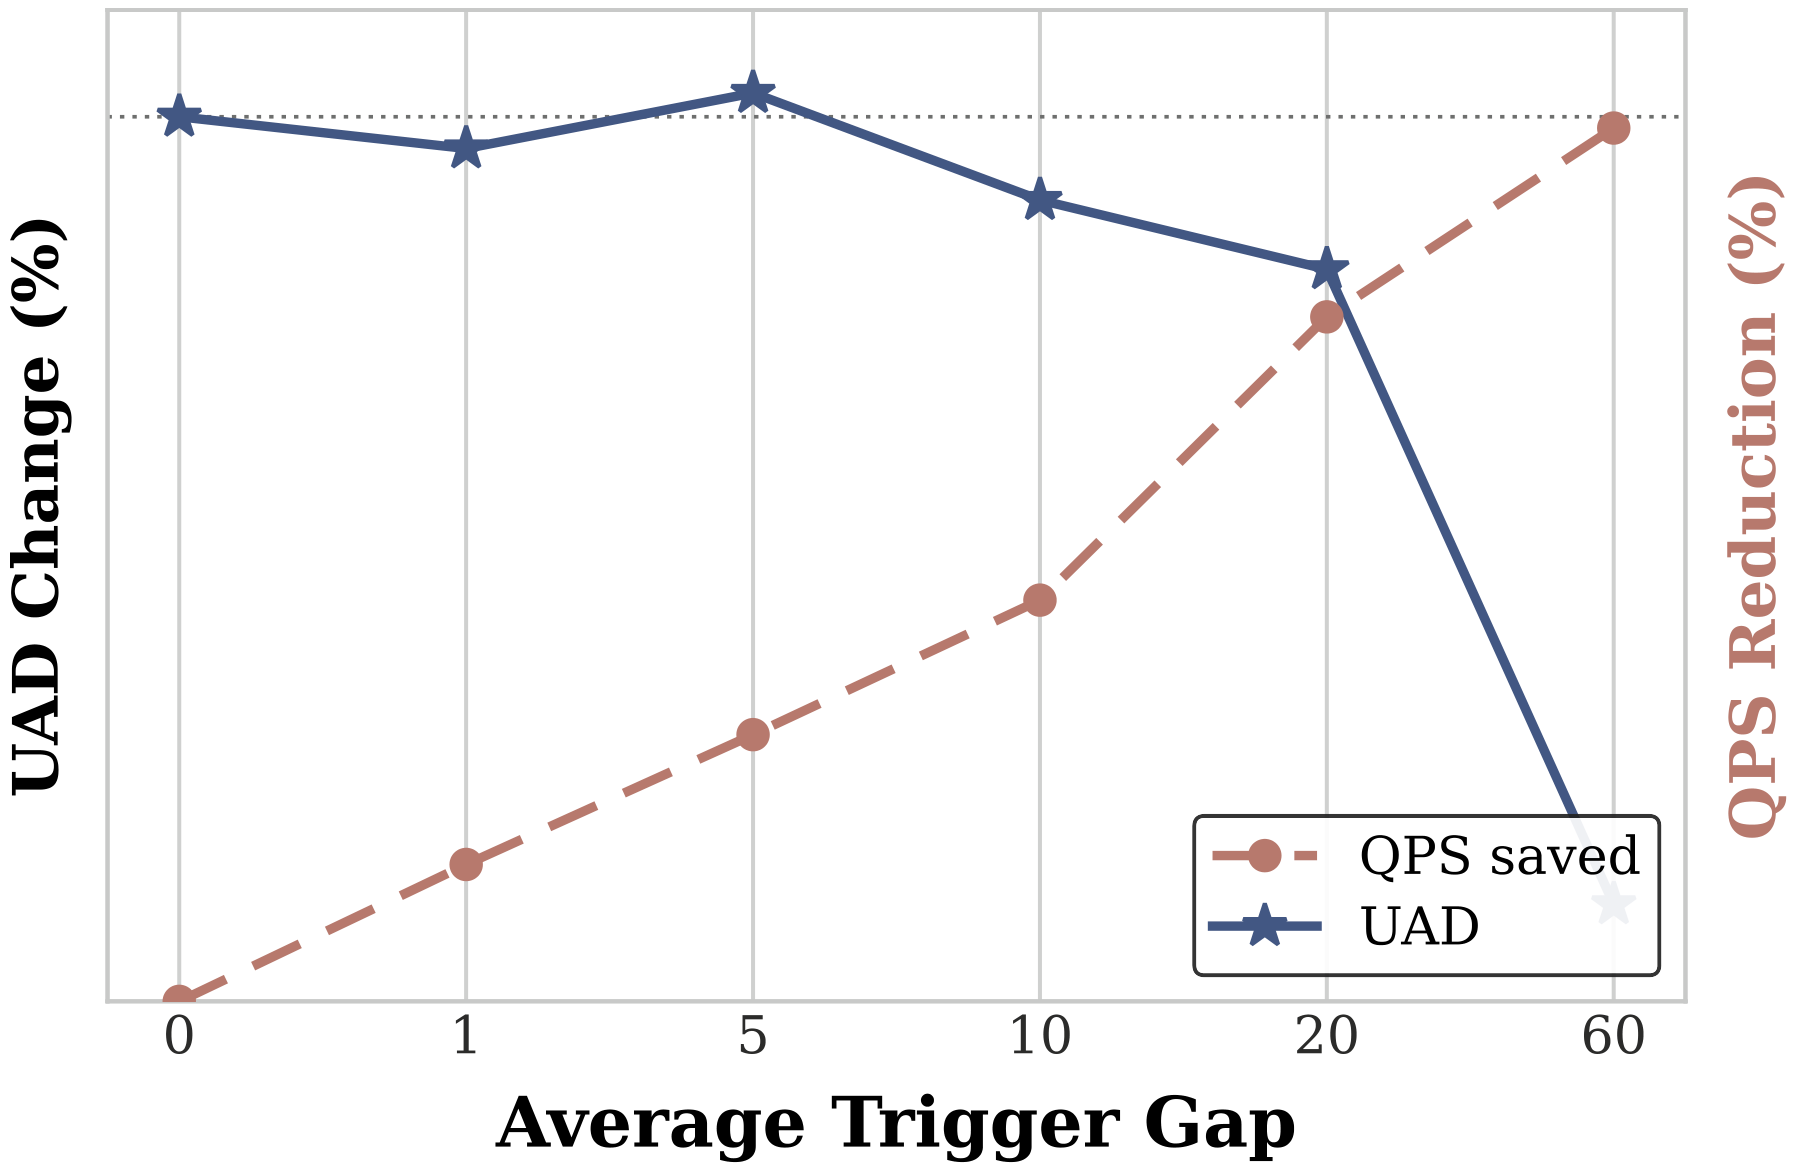 UAD Change (%)
QPS Reduction (%)
QPS saved
UAD
0 1 5 10 20 60
Average Trigger Gap